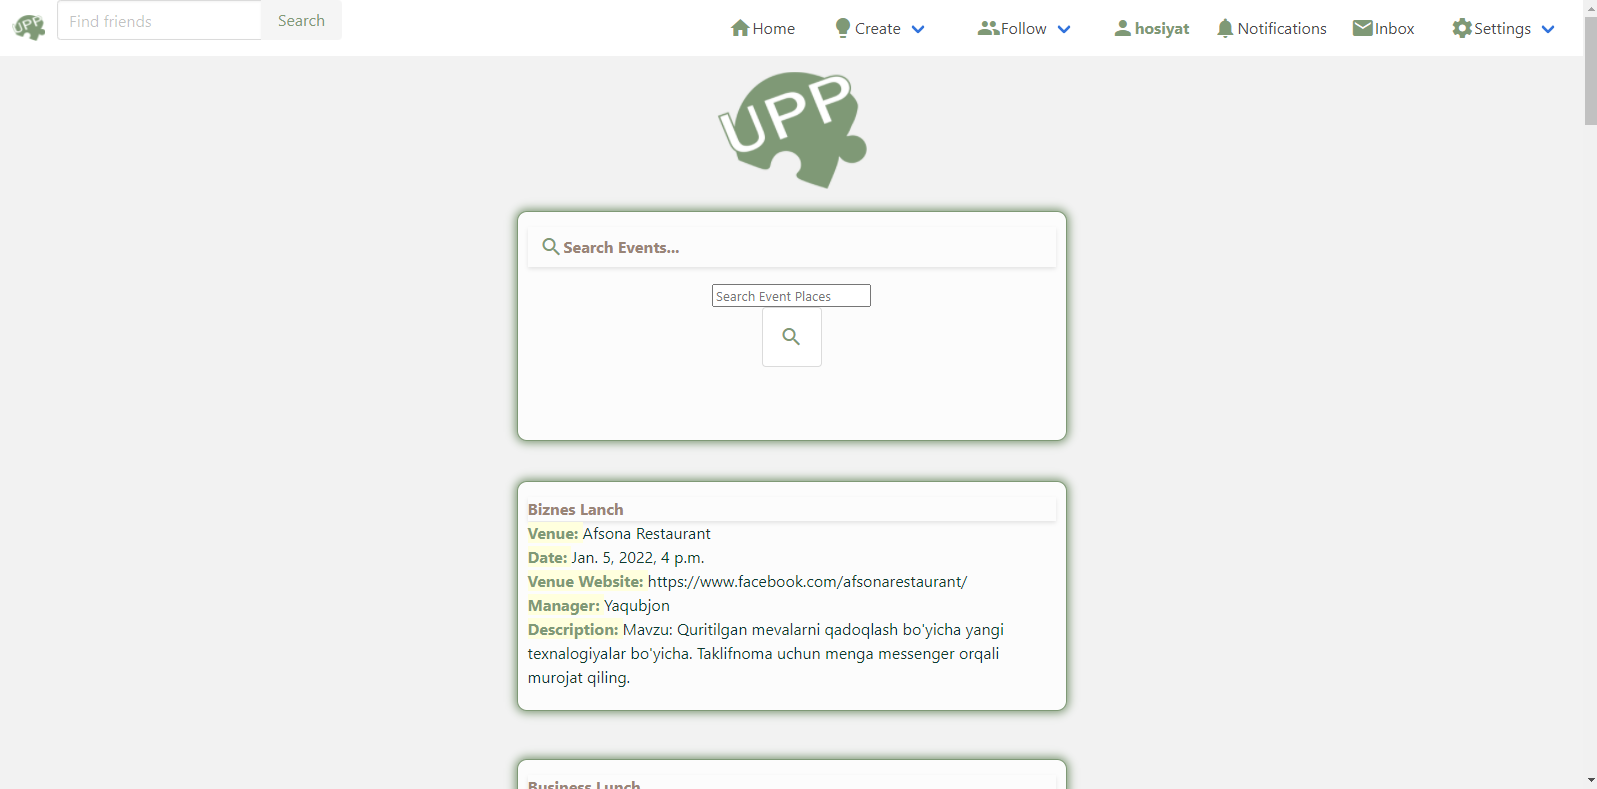 UPP
Find friends
Search
Home
Create
Follow
hosiyat
Notifications
Inbox
Settings
UPP
Search Events...
Search Event Places
Biznes Lanch
Venue: Afsona Restaurant
Date: Jan. 5, 2022, 4 p.m.
Venue Website: https://www.facebook.com/afsonarestaurant/
Manager: Yaqubjon
Description: Mavzu: Quritilgan mevalarni qadoqlash bo'yicha yangi
texnalogiyalar bo'yicha. Taklifnoma uchun menga messenger orqali
murojat qiling.
Business Lunch